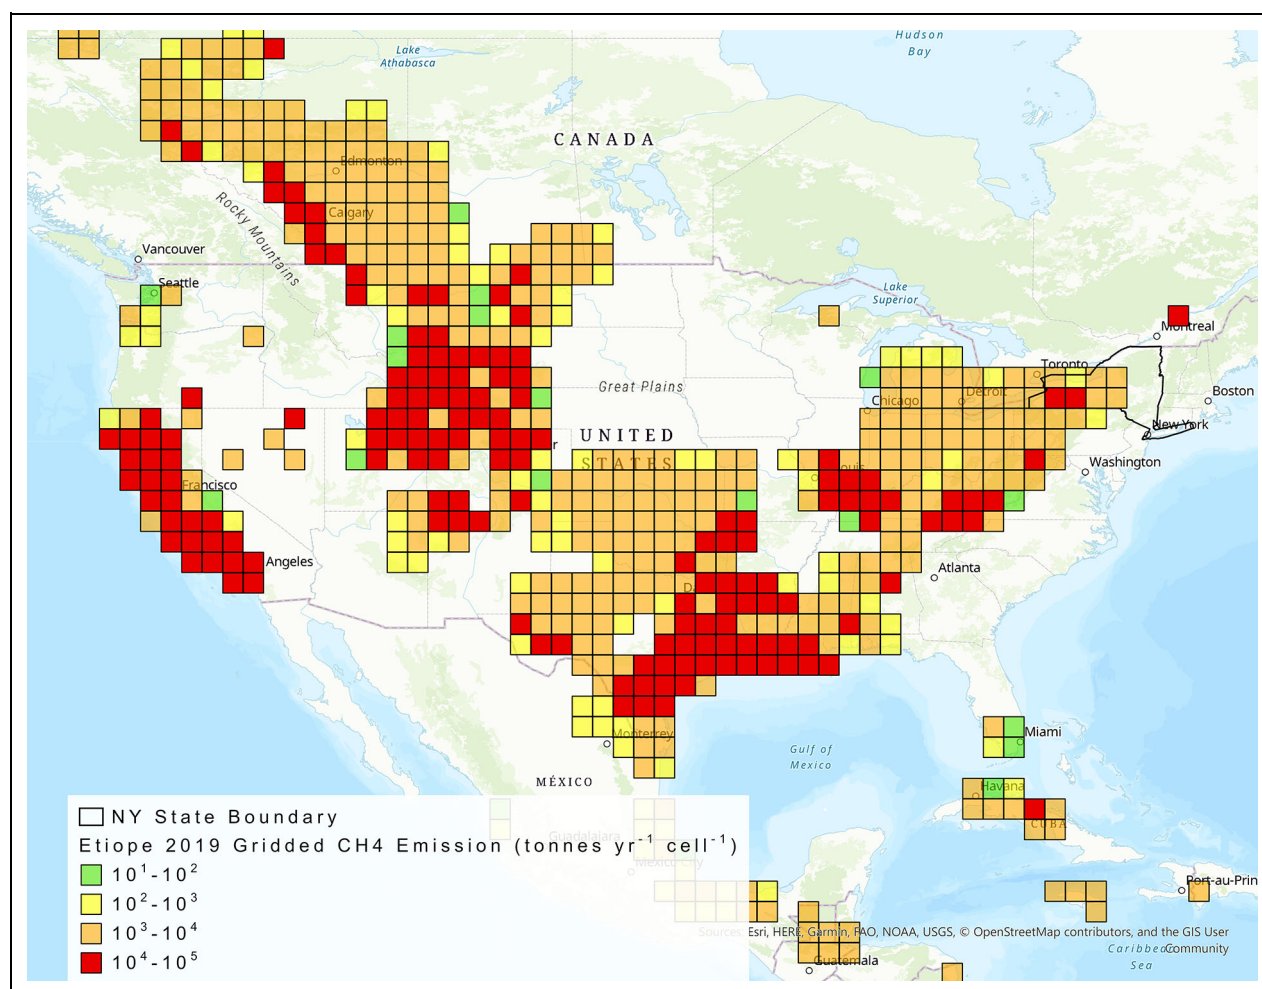 Hudson
Bay
Lake
Athabasca
CANADA
Edmonton
Rocky Mountains
Calgary
Vancouver
Seattle
Lake
Superior
Montreal
Toronto
Great Plains
Chicago
Detroit
Boston
New York
UNITED
STATES
Washington
Francisco
Angeles
Atlanta
Monterrey
Gulf of
Mexico
Miami
MÉXICO
Havana
CUBA
Guadalajara
Mexico City
Port-au-Prin
NY State Boundary
Etiope 2019 Gridded CH4 Emission (tonnes yr⁻¹ cell⁻¹)
10¹-10²
10²-10³
10³-10⁴
10⁴-10⁵
Sources: Esri, HERE, Garmin, FAO, NOAA, USGS, © OpenStreetMap contributors, and the GIS User
Community
Caribbean
Sea
Guatemala